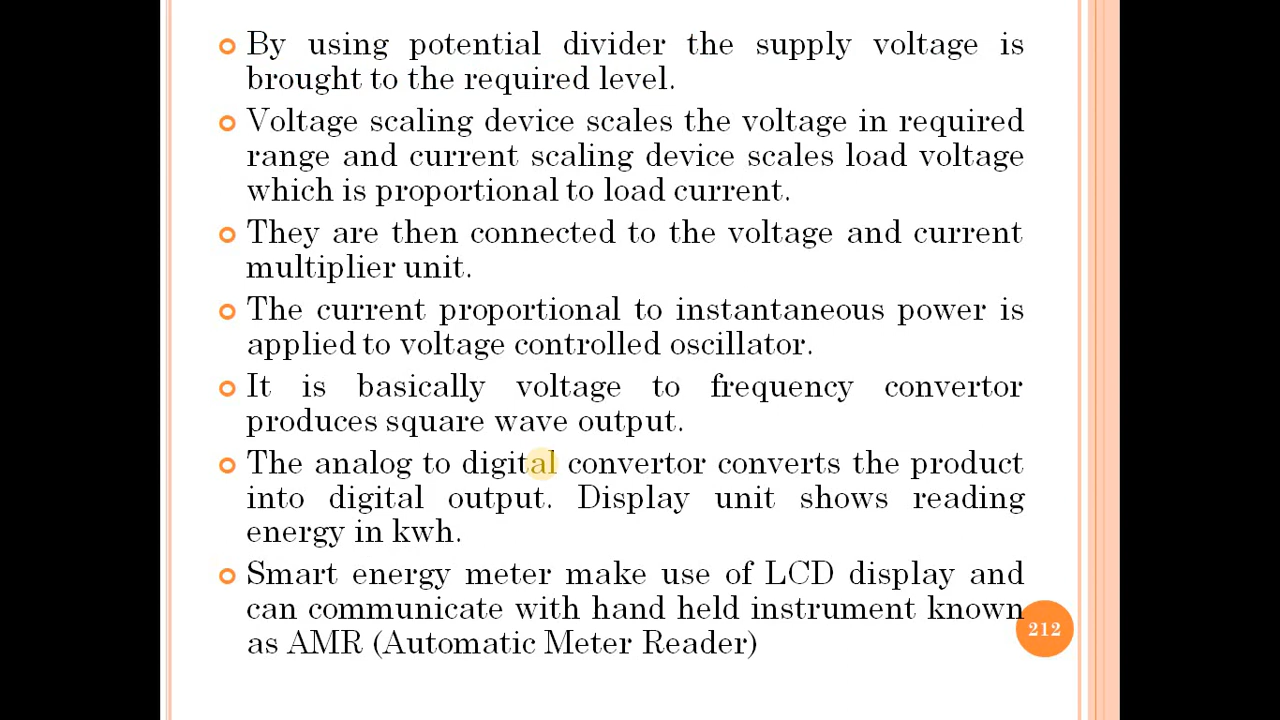 By using potential divider the supply voltage is
brought to the required level.
Voltage scaling device scales the voltage in required
range and current scaling device scales load voltage
which is proportional to load current.
They are then connected to the voltage and current
multiplier unit.
The current proportional to instantaneous power is
applied to voltage controlled oscillator.
It is basically voltage to frequency convertor
produces square wave output.
The analog to digital convertor converts the product
into digital output. Display unit shows reading
energy in kwh.
Smart energy meter make use of LCD display and
can communicate with hand held instrument known
as AMR (Automatic Meter Reader)
212